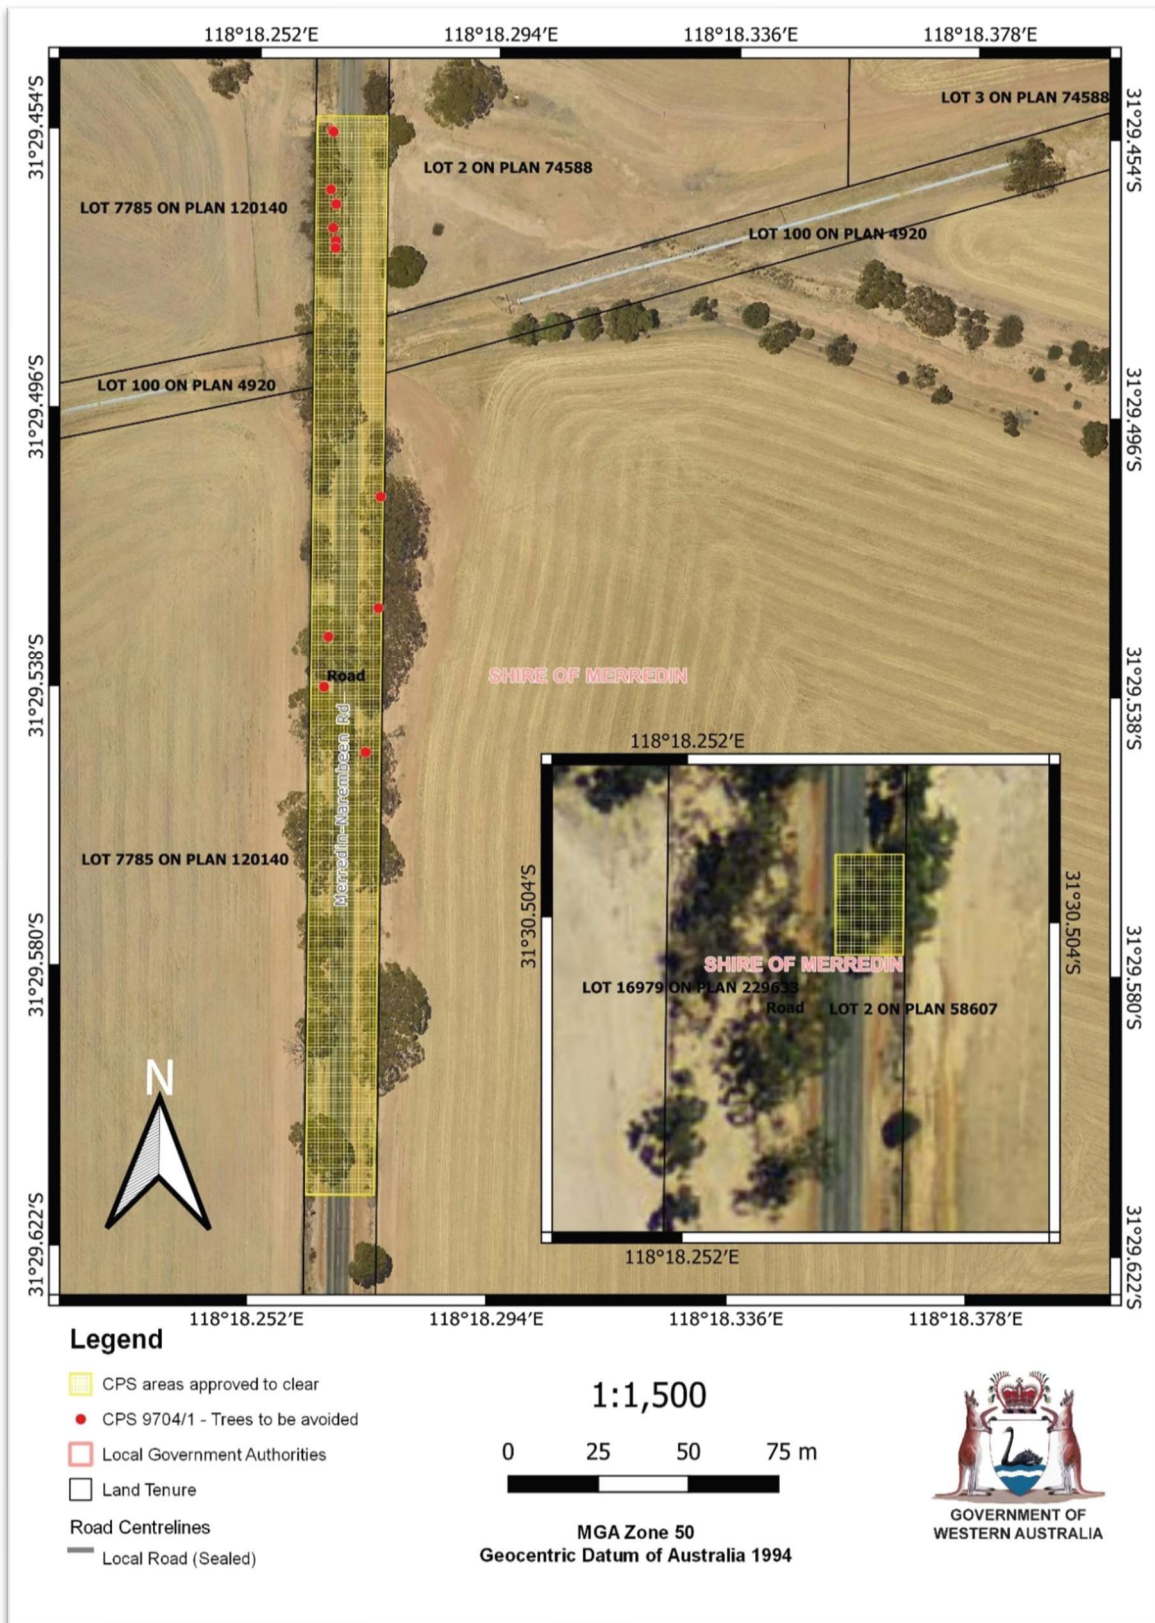 118°18.252'E 118°18.294'E 118°18.336'E 118°18.378'E
31°29.454'S
31°29.454'S
LOT 3 ON PLAN 74588
LOT 2 ON PLAN 74588
LOT 7785 ON PLAN 120140
LOT 100 ON PLAN 4920
LOT 100 ON PLAN 4920
31°29.496'S
31°29.496'S
31°29.538'S
31°29.538'S
Road
SHIRE OF MERREDIN
Merredin-Narembeen Rd
LOT 7785 ON PLAN 120140
118°18.252'E
31°30.504'S
31°30.504'S
SHIRE OF MERREDIN
LOT 16979 ON PLAN 229633
Road
LOT 2 ON PLAN 58607
118°18.252'E
31°29.580'S
31°29.580'S
N
31°29.622'S
31°29.622'S
118°18.252'E 118°18.294'E 118°18.336'E 118°18.378'E
Legend
CPS areas approved to clear
CPS 9704/1 - Trees to be avoided
Local Government Authorities
Land Tenure
Road Centrelines
Local Road (Sealed)
1:1,500
0 25 50 75 m
MGA Zone 50
Geocentric Datum of Australia 1994
GOVERNMENT OF
WESTERN AUSTRALIA